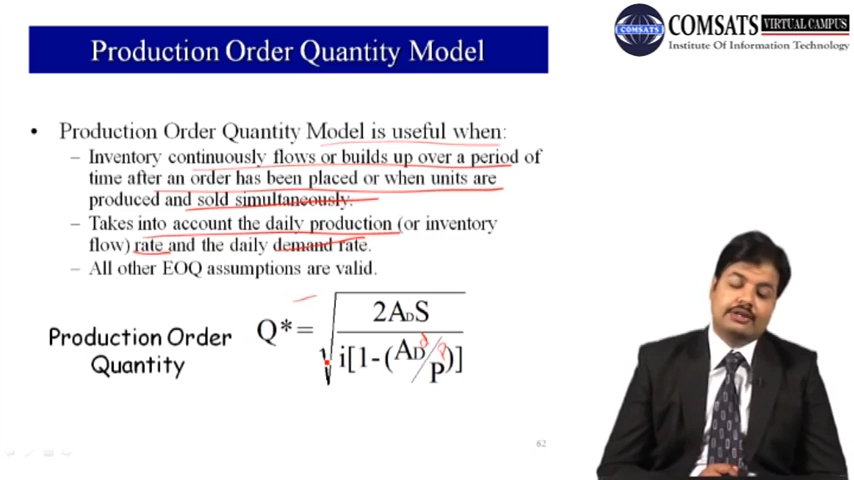 COMSATS VIRTUAL CAMPUS
COMSATS
Institute Of Information Technology
Production Order Quantity Model
• Production Order Quantity Model is useful when:
– Inventory continuously flows or builds up over a period of
time after an order has been placed or when units are
produced and sold simultaneously.
– Takes into account the daily production (or inventory
flow) rate and the daily demand rate.
– All other EOQ assumptions are valid.
Production Order
Quantity
Q*= √ 2ADS
i[1-(AD/P)]
d p
62